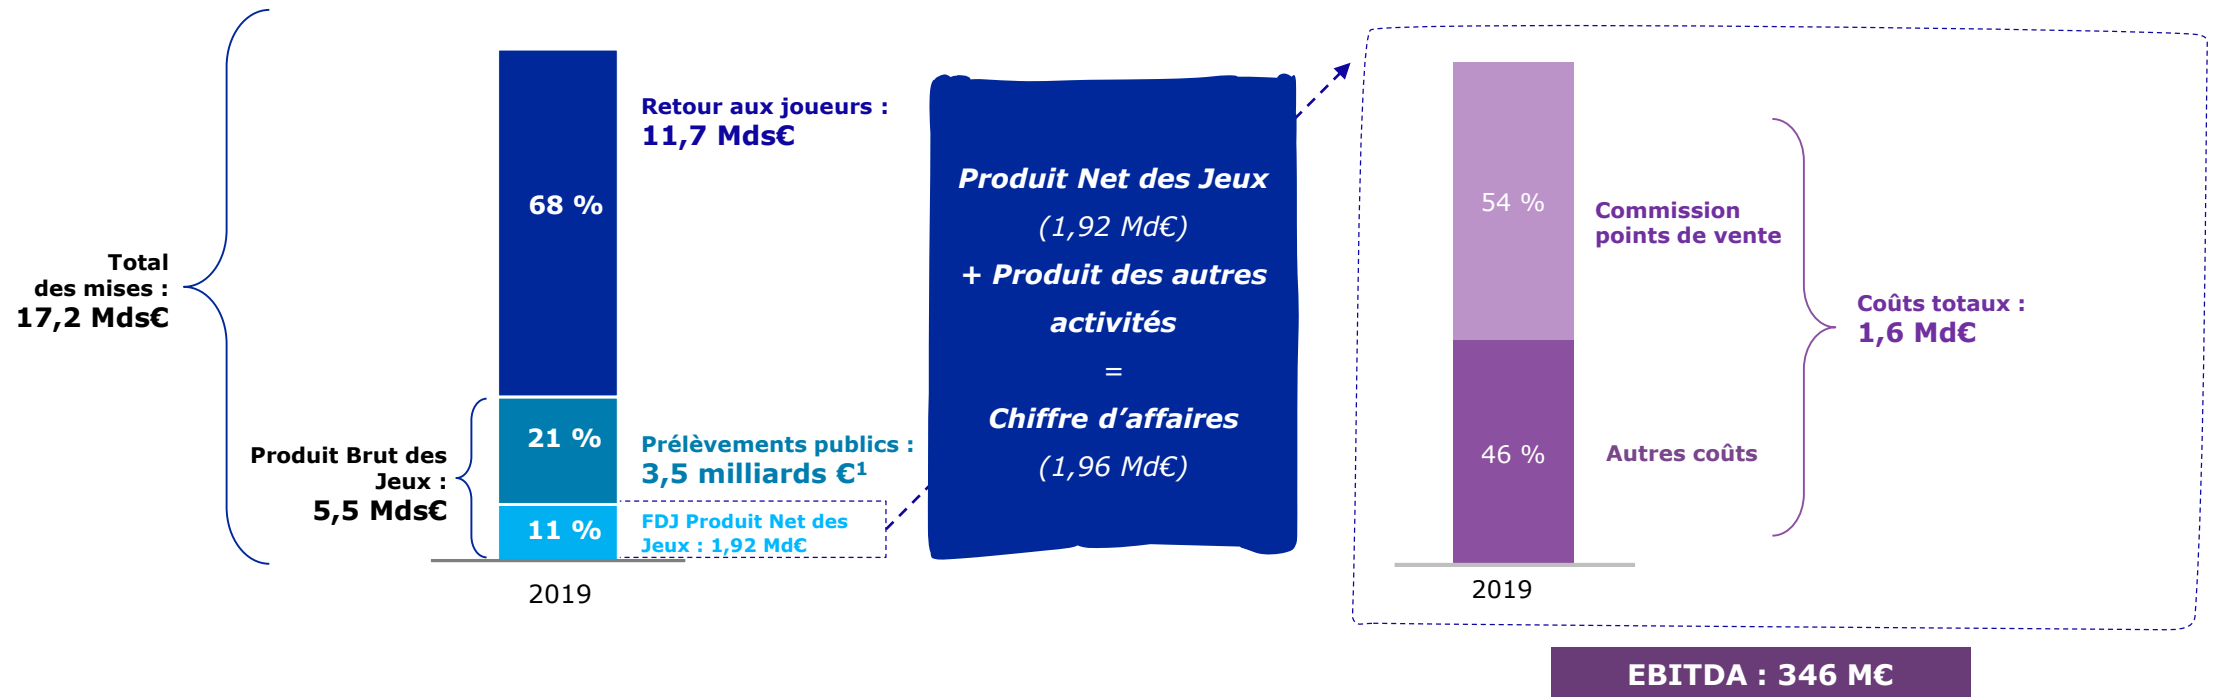 Total
des mises :
17,2 Mds€
Produit Brut des
Jeux :
5,5 Mds€
68 %
21 %
11 %
2019
Retour aux joueurs :
11,7 Mds€
Prélèvements publics :
3,5 milliards €¹
FDJ Produit Net des
Jeux : 1,92 Md€
Produit Net des Jeux
(1,92 Md€)
+ Produit des autres
activités
=
Chiffre d’affaires
(1,96 Md€)
54 %
46 %
2019
Commission
points de vente
Autres coûts
Coûts totaux :
1,6 Md€
EBITDA : 346 M€